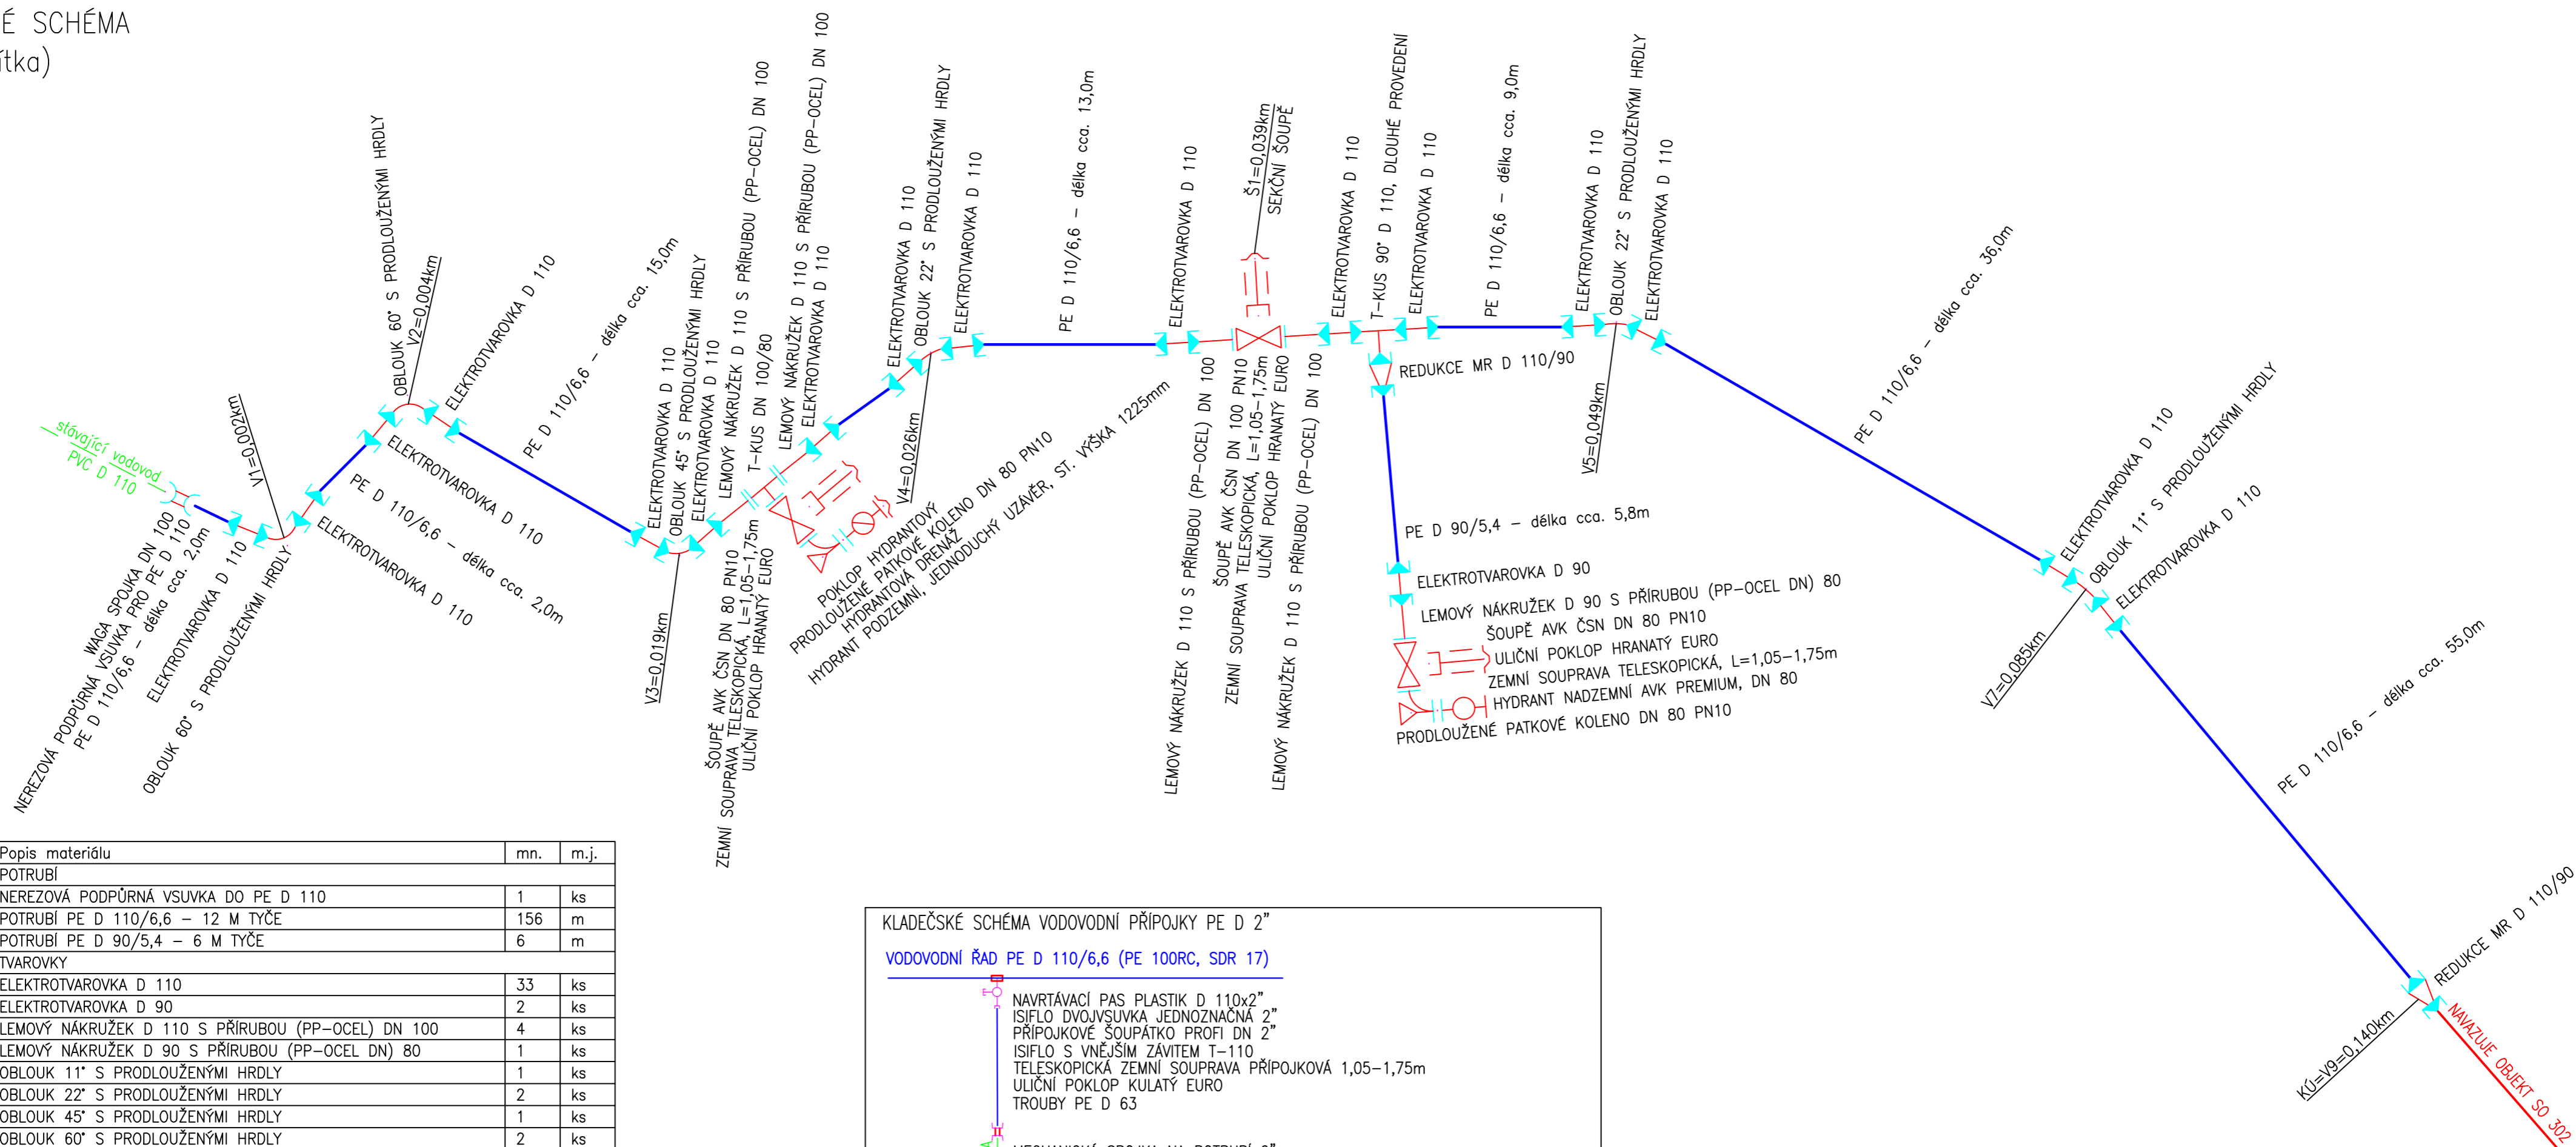 É SCHÉMA
ítka)
stávající vodovod
PVC D 110
WAGA SPOJKA DN 100
NEREZOVÁ PODPŮRNÁ VSUVKA PRO PE D 110
PE D 110/6,6 - délka cca. 2,0m
ELEKTROTVAROVKA D 110
OBLOUK 60° S PRODLOUŽENÝMI HRDLY
V1=0,002km
ELEKTROTVAROVKA D 110
PE D 110/6,6 - délka cca. 2,0m
ELEKTROTVAROVKA D 110
OBLOUK 60° S PRODLOUŽENÝMI HRDLY
V2=0,004km
ELEKTROTVAROVKA D 110
PE D 110/6,6 - délka cca. 15,0m
ELEKTROTVAROVKA D 110
OBLOUK 45° S PRODLOUŽENÝMI HRDLY
ELEKTROTVAROVKA D 110
V3=0,019km
LEMOVÝ NÁKRUŽEK D 110 S PŘÍRUBOU (PP-OCEL) DN 100
T-KUS DN 100/80
LEMOVÝ NÁKRUŽEK D 110 S PŘÍRUBOU (PP-OCEL) DN 100
ELEKTROTVAROVKA D 110
ŠOUPĚ AVK ČSN DN 80 PN10
ZEMNÍ SOUPRAVA TELESKOPICKÁ, L=1,05-1,75m
ULIČNÍ POKLOP HRANATÝ EURO
POKLOP HYDRANTOVÝ
PRODLOUŽENÉ PATKOVÉ KOLENO DN 80 PN10
HYDRANTOVÁ DRENÁŽ
HYDRANT PODZEMNÍ, JEDNODUCHÝ UZÁVĚR, ST. VÝŠKA 1225mm
ELEKTROTVAROVKA D 110
OBLOUK 22° S PRODLOUŽENÝMI HRDLY
ELEKTROTVAROVKA D 110
V4=0,026km
PE D 110/6,6 - délka cca. 13,0m
ELEKTROTVAROVKA D 110
LEMOVÝ NÁKRUŽEK D 110 S PŘÍRUBOU (PP-OCEL) DN 100
ŠOUPĚ AVK ČSN DN 100 PN10
ZEMNÍ SOUPRAVA TELESKOPICKÁ, L=1,05-1,75m
ULIČNÍ POKLOP HRANATÝ EURO
LEMOVÝ NÁKRUŽEK D 110 S PŘÍRUBOU (PP-OCEL) DN 100
Š1=0,039km
SEKČNÍ ŠOUPĚ
ELEKTROTVAROVKA D 110
T-KUS 90° D 110, DLOUHÉ PROVEDENÍ
ELEKTROTVAROVKA D 110
REDUKCE MR D 110/90
PE D 90/5,4 - délka cca. 5,8m
ELEKTROTVAROVKA D 90
LEMOVÝ NÁKRUŽEK D 90 S PŘÍRUBOU (PP-OCEL DN) 80
ŠOUPĚ AVK ČSN DN 80 PN10
ULIČNÍ POKLOP HRANATÝ EURO
ZEMNÍ SOUPRAVA TELESKOPICKÁ, L=1,05-1,75m
HYDRANT NADZEMNÍ AVK PREMIUM, DN 80
PRODLOUŽENÉ PATKOVÉ KOLENO DN 80 PN10
PE D 110/6,6 - délka cca. 9,0m
ELEKTROTVAROVKA D 110
OBLOUK 22° S PRODLOUŽENÝMI HRDLY
ELEKTROTVAROVKA D 110
V5=0,049km
PE D 110/6,6 - délka cca. 36,0m
ELEKTROTVAROVKA D 110
OBLOUK 11° S PRODLOUŽENÝMI HRDLY
ELEKTROTVAROVKA D 110
V7=0,085km
PE D 110/6,6 - délka cca. 55,0m
REDUKCE MR D 110/90
KÚ=V9=0,140km
NAVAZUJE OBJEKT SO 302
Popis materiálu mn. m.j.
POTRUBÍ
NEREZOVÁ PODPŮRNÁ VSUVKA DO PE D 110 1 ks
POTRUBÍ PE D 110/6,6 - 12 M TYČE 156 m
POTRUBÍ PE D 90/5,4 - 6 M TYČE 6 m
TVAROVKY
ELEKTROTVAROVKA D 110 33 ks
ELEKTROTVAROVKA D 90 2 ks
LEMOVÝ NÁKRUŽEK D 110 S PŘÍRUBOU (PP-OCEL) DN 100 4 ks
LEMOVÝ NÁKRUŽEK D 90 S PŘÍRUBOU (PP-OCEL DN) 80 1 ks
OBLOUK 11° S PRODLOUŽENÝMI HRDLY 1 ks
OBLOUK 22° S PRODLOUŽENÝMI HRDLY 2 ks
OBLOUK 45° S PRODLOUŽENÝMI HRDLY 1 ks
OBLOUK 60° S PRODLOUŽENÝMI HRDLY 2 ks
KLADEČSKÉ SCHÉMA VODOVODNÍ PŘÍPOJKY PE D 2"
VODOVODNÍ ŘAD PE D 110/6,6 (PE 100RC, SDR 17)
NAVRTÁVACÍ PAS PLASTIK D 110x2"
ISIFLO DVOJVSUVKA JEDNOZNAČNÁ 2"
PŘÍPOJKOVÉ ŠOUPÁTKO PROFI DN 2"
ISIFLO S VNĚJŠÍM ZÁVITEM T-110
TELESKOPICKÁ ZEMNÍ SOUPRAVA PŘÍPOJKOVÁ 1,05-1,75m
ULIČNÍ POKLOP KULATÝ EURO
TROUBY PE D 63